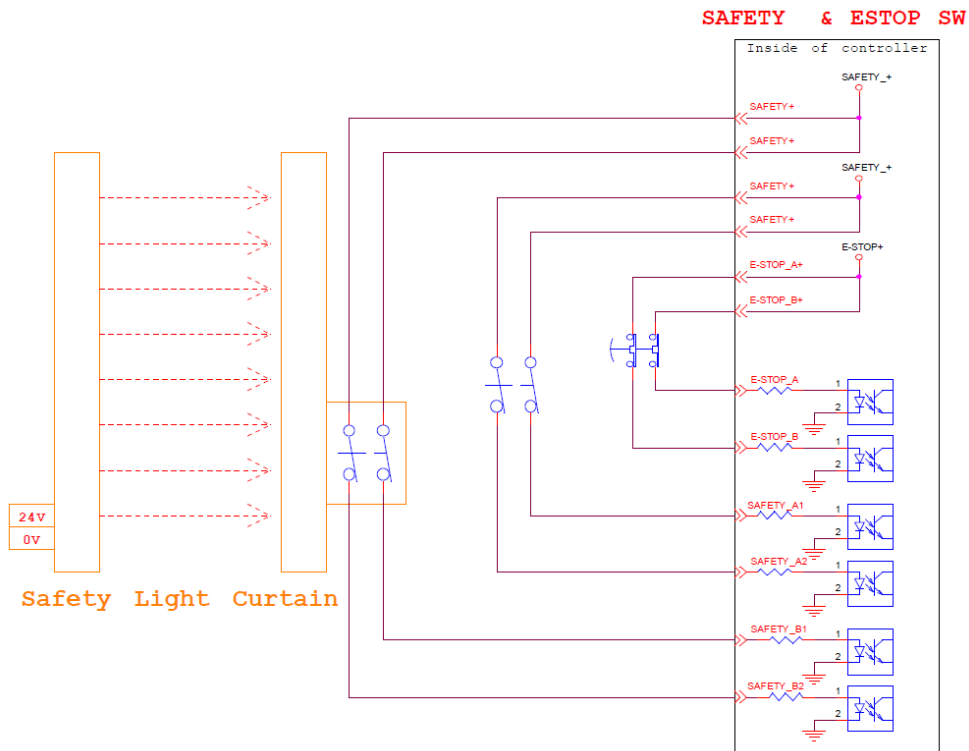 SAFETY & ESTOP SW
Inside of controller
SAFETY_+
SAFETY+
SAFETY+
SAFETY_+
SAFETY+
SAFETY+
E-STOP+
E-STOP_A+
E-STOP_B+
E-STOP_A
1
2
E-STOP_B
1
2
SAFETY_A1
1
2
SAFETY_A2
1
2
SAFETY_B1
1
2
SAFETY_B2
1
2
24V
0V
Safety Light Curtain